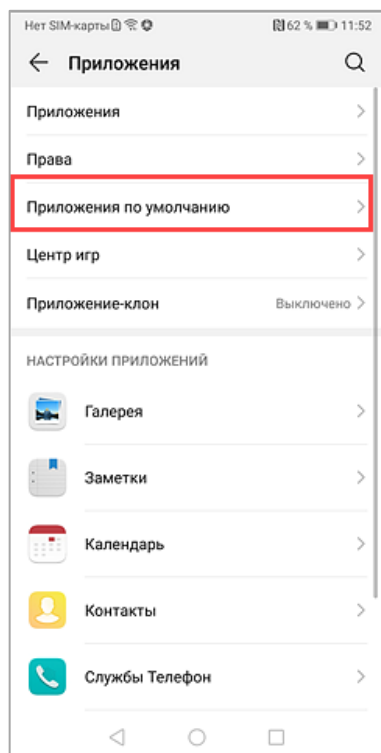 Нет SIM-карты 62 % 11:52
Приложения
Приложения
Права
Приложения по умолчанию
Центр игр
Приложение-клон Выключено
НАСТРОЙКИ ПРИЛОЖЕНИЙ
Галерея
Заметки
Календарь
Контакты
Службы Телефон